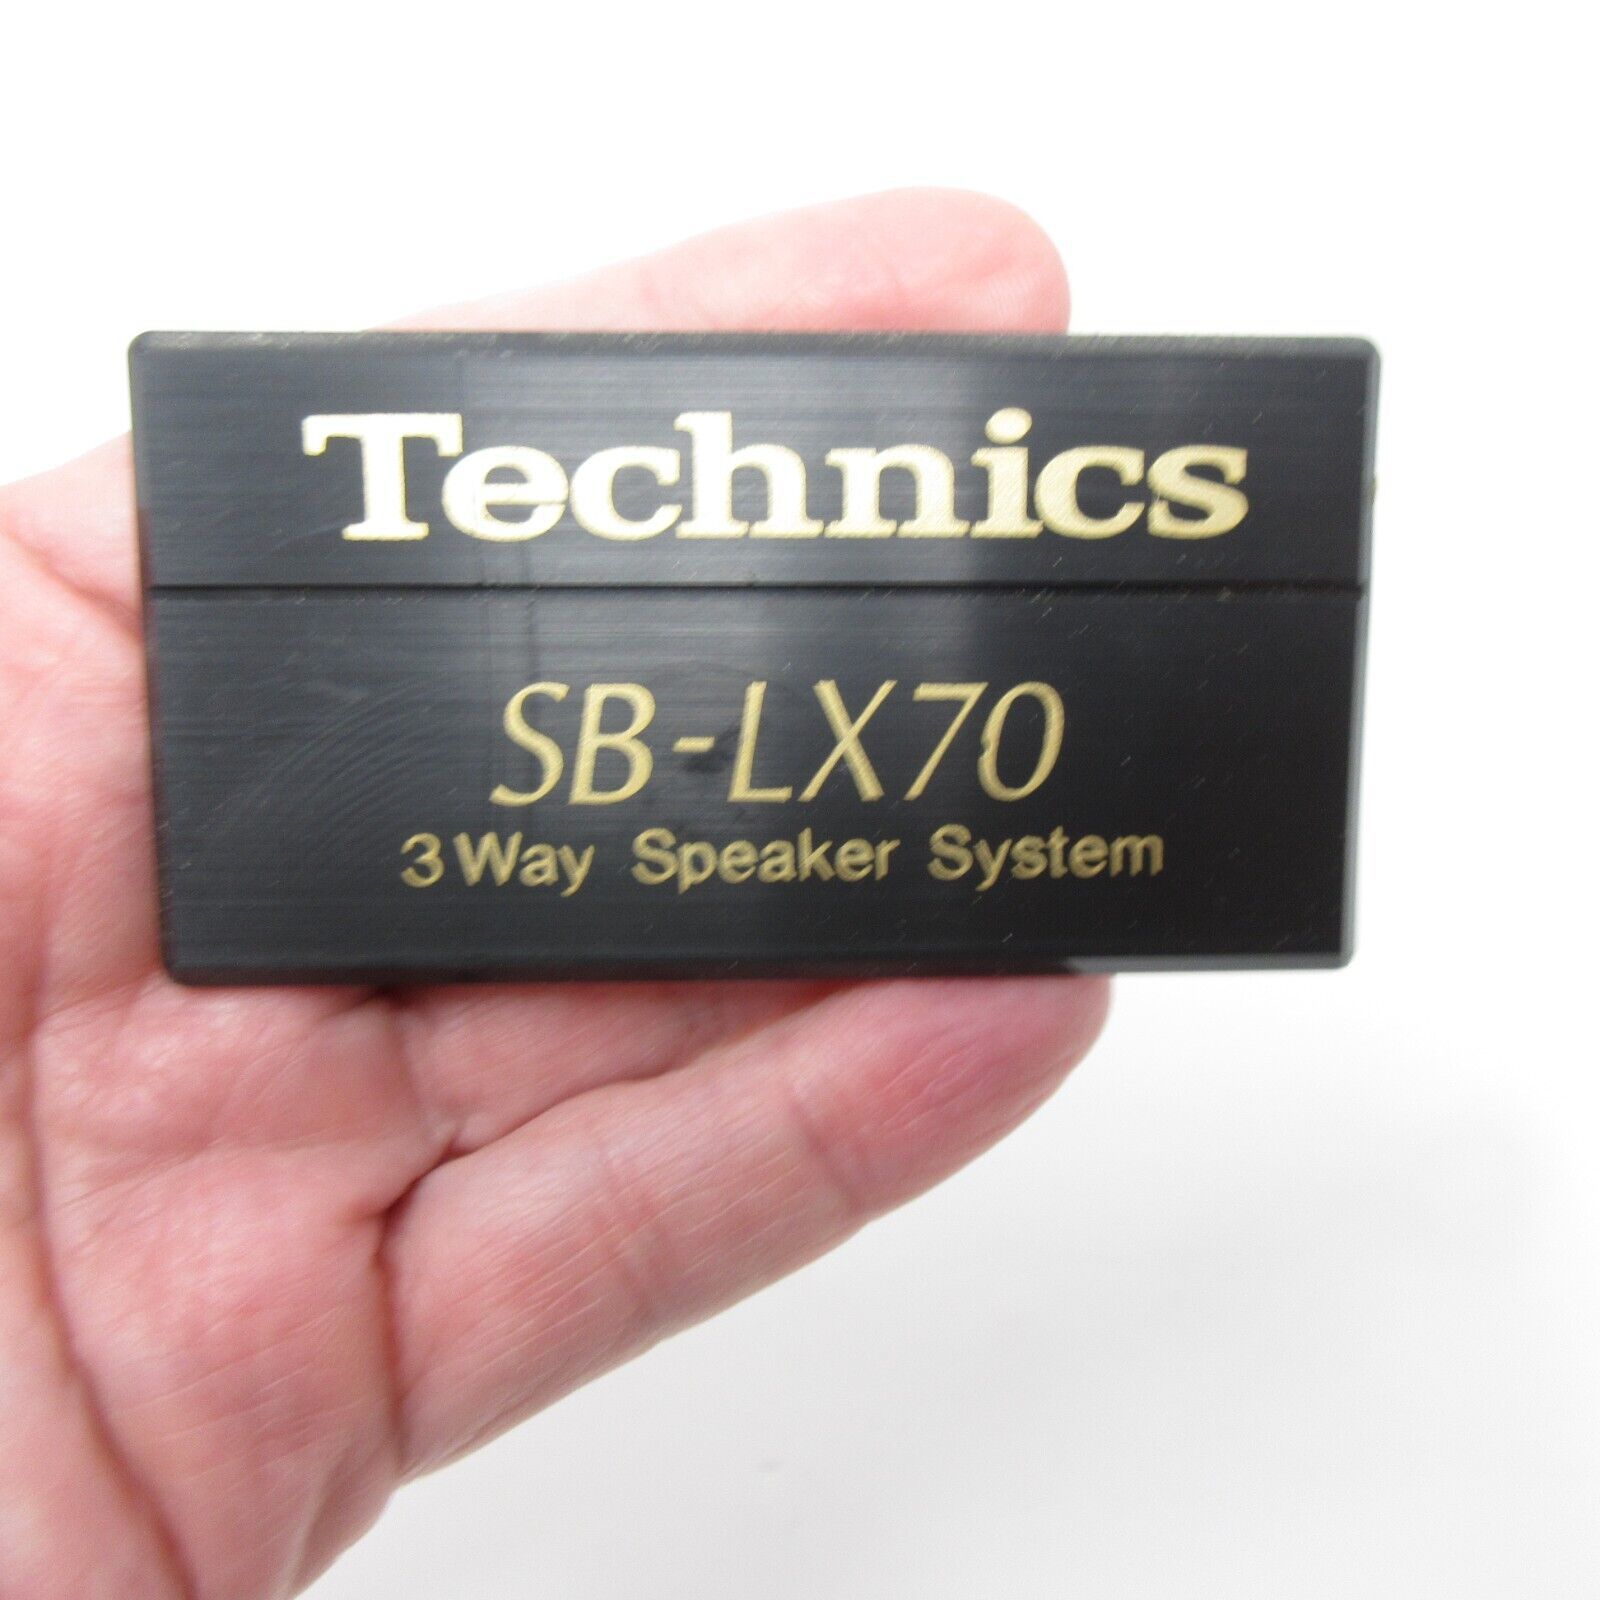 Technics
SB-LX70
3 Way Speaker System